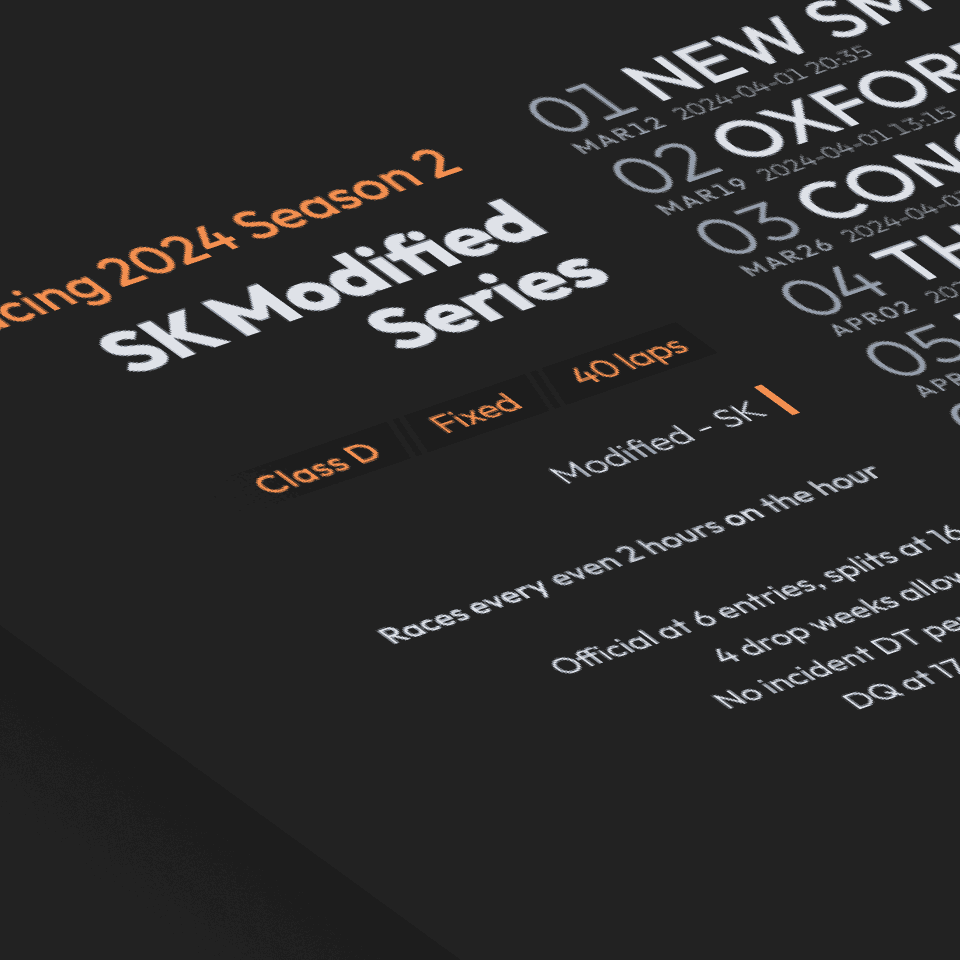 cing 2024 Season 2
SK Modified
Series
Class D Fixed 40 laps
Modified - SK
Races every even 2 hours on the hour
Official at 6 entries, splits at 16
4 drop weeks allow
No incident DT pe
DQ at 17
01 NEW SM
MAR12 2024-04-01 20:35
02 OXFOR
MAR19 2024-04-01 13:15
03 CON
MAR26 2024-04-0
04 TH
APR02 202
05
APR